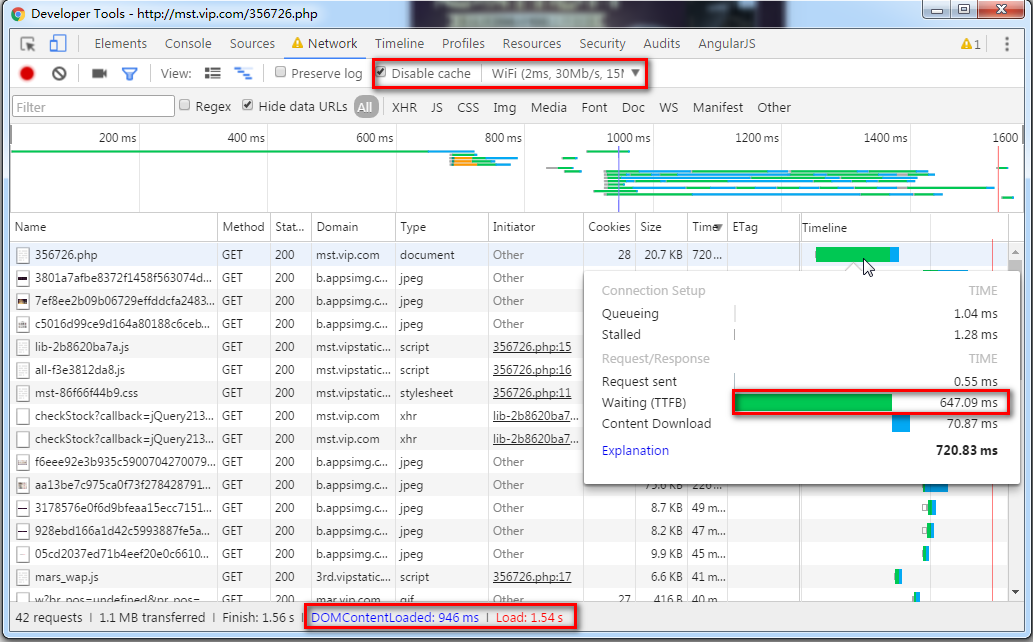 Developer Tools - http://mst.vip.com/356726.php
Elements Console Sources Network Timeline Profiles Resources Security Audits AngularJS 1
View: Preserve log Disable cache WiFi (2ms, 30Mb/s, 15M
Filter Regex Hide data URLs All XHR JS CSS Img Media Font Doc WS Manifest Other
200 ms 400 ms 600 ms 800 ms 1000 ms 1200 ms 1400 ms 1600
Name Method Stat... Domain Type Initiator Cookies Size Time ETag Timeline
356726.php GET 200 mst.vip.com document Other 28 20.7 KB 720...
3801a7afbe8372f1458f563074d... GET 200 b.appsimg.c... jpeg Other
7ef8ee2b09b06729effddcfa2483... GET 200 b.appsimg.c... jpeg Other
c5016d99ce9d164a80188c6ceb... GET 200 b.appsimg.c... jpeg Other
lib-2b8620ba7a.js GET 200 mst.vipstatic... script 356726.php:15
all-f3e3812da8.js GET 200 mst.vipstatic... script 356726.php:16
mst-86f66f44b9.css GET 200 mst.vipstatic... stylesheet 356726.php:11
checkStock?callback=jQuery213... GET 200 mst.vip.com xhr lib-2b8620ba7...
checkStock?callback=jQuery213... GET 200 mst.vip.com xhr lib-2b8620ba7...
f6eee92e3b935c5900704270079... GET 200 b.appsimg.c... jpeg Other
aa13be7c975ca0f73f278428791... GET 200 b.appsimg.c... jpeg Other
3178576e0f6d9bfeaa15ecc7151... GET 200 b.appsimg.c... jpeg Other 8.7 KB 49 m...
928ebd166a1d42c5993887fe5a... GET 200 b.appsimg.c... jpeg Other 8.2 KB 47 m...
05cd2037ed71b4eef20e0c6610... GET 200 b.appsimg.c... jpeg Other 9.9 KB 45 m...
mars_wap.js GET 200 3rd.vipstatic... script 356726.php:17 6.6 KB 41 m...
w?br_pos=undefined&pr_pos= GET 200 mar.vip.com gif Other 27 416 B 40 m...
Connection Setup TIME
Queueing 1.04 ms
Stalled 1.28 ms
Request/Response TIME
Request sent 0.55 ms
Waiting (TTFB) 647.09 ms
Content Download 70.87 ms
Explanation 720.83 ms
42 requests | 1.1 MB transferred | Finish: 1.56 s | DOMContentLoaded: 946 ms | Load: 1.54 s